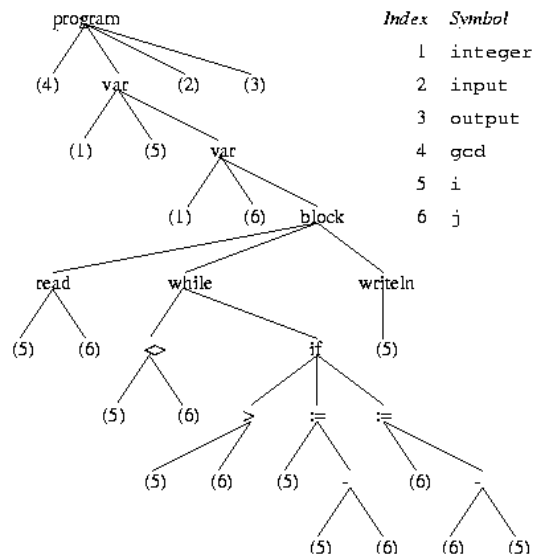 program
Index Symbol
1 integer
(4) var (2) (3)
2 input
3 output
(1) (5) var
4 gcd
5 i
(1) (6) block
6 j
read while writeln
(5) (6) <> if (5)
(5) (6) > := :=
(5) (6) (5) - (6) -
(5) (6) (6) (5)